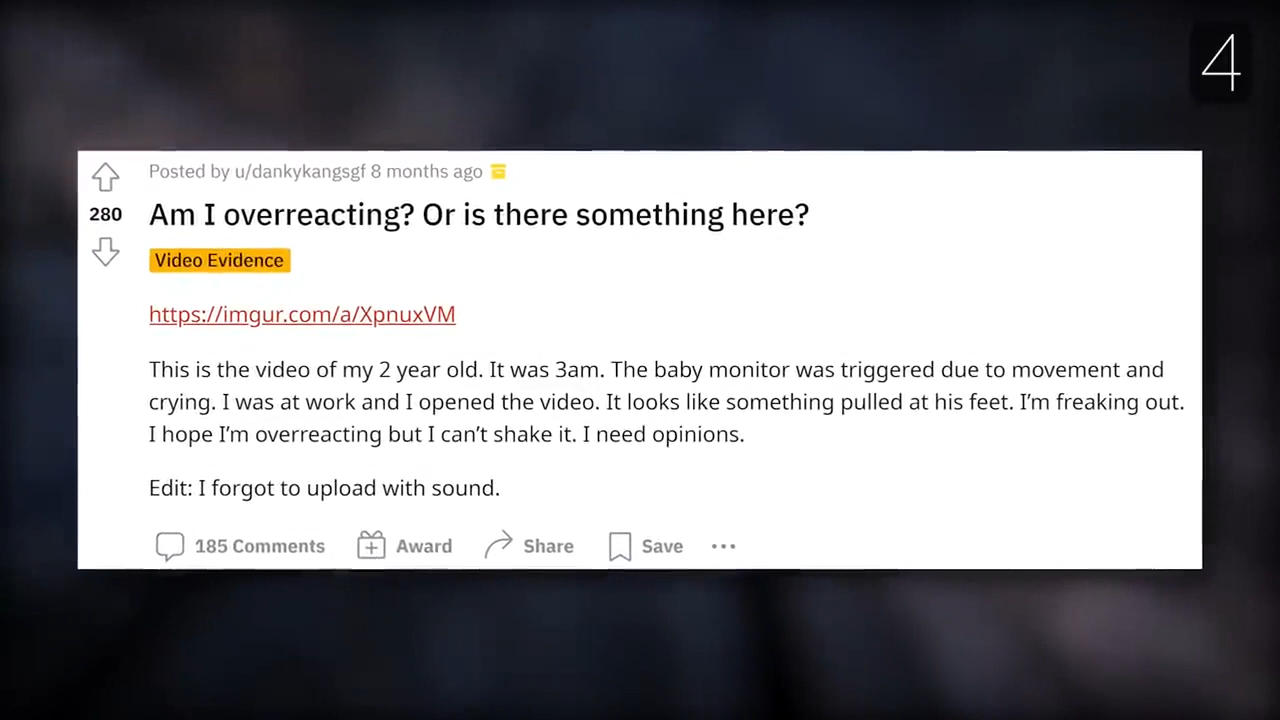 4
Posted by u/dankykangsgf 8 months ago
280
Am I overreacting? Or is there something here?
Video Evidence
https://imgur.com/a/XpnuxVM
This is the video of my 2 year old. It was 3am. The baby monitor was triggered due to movement and
crying. I was at work and I opened the video. It looks like something pulled at his feet. I’m freaking out.
I hope I’m overreacting but I can’t shake it. I need opinions.
Edit: I forgot to upload with sound.
185 Comments Award Share Save